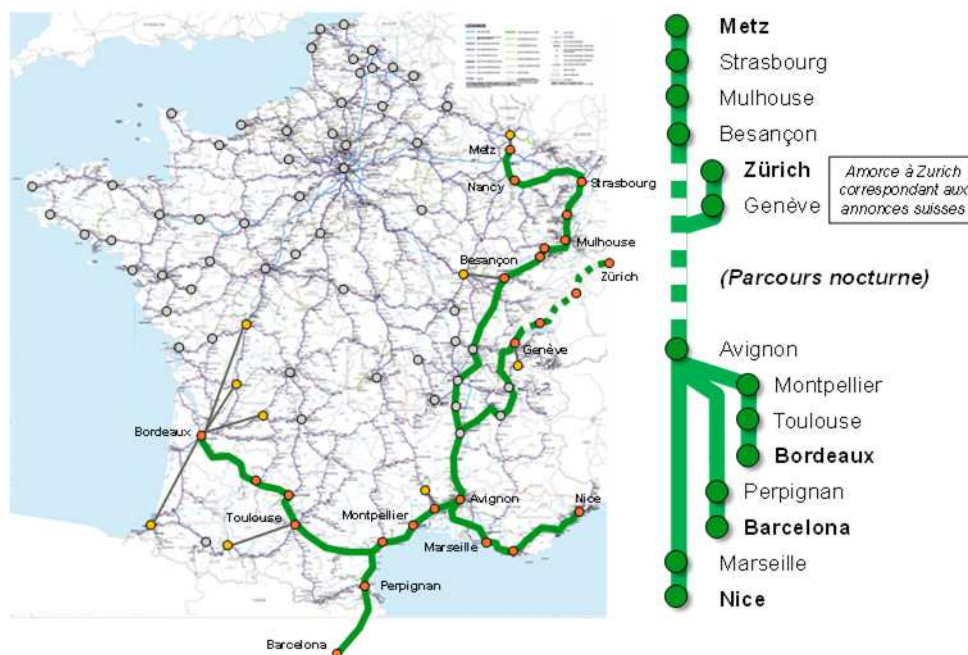 Metz
Nancy
Strasbourg
Mulhouse
Besançon
Zürich
Genève
Bordeaux
Toulouse
Montpellier
Avignon
Nice
Marseille
Perpignan
Barcelona
Metz
Strasbourg
Mulhouse
Besançon
Zürich
Genève
Amorce à Zurich
correspondant aux
annonces suisses
(Parcours nocturne)
Avignon
Montpellier
Toulouse
Bordeaux
Perpignan
Barcelona
Marseille
Nice